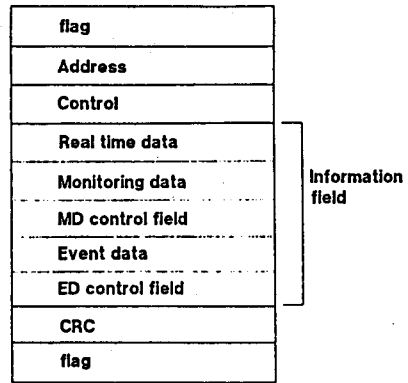 flag
Address
Control
Real time data
Monitoring data
MD control field
Event data
ED control field
CRC
flag
Information
field